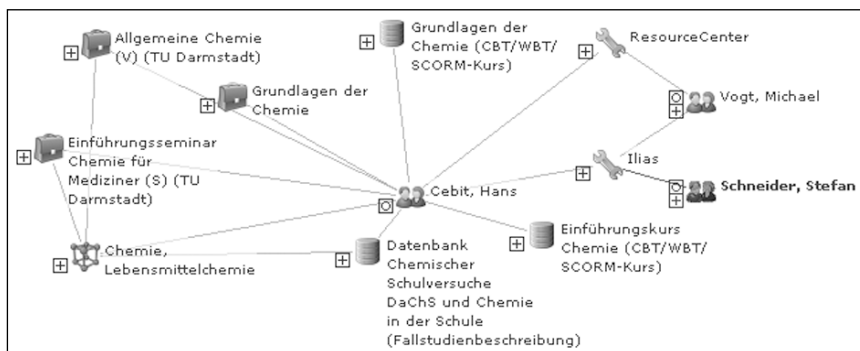 Allgemeine Chemie
(V) (TU Darmstadt)
Grundlagen der
Chemie (CBT/WBT/
SCORM-Kurs)
ResourceCenter
Grundlagen der
Chemie
Vogt, Michael
Einführungsseminar
Chemie für
Mediziner (S) (TU
Darmstadt)
Ilias
Cebit, Hans
Schneider, Stefan
Chemie,
Lebensmittelchemie
Datenbank
Chemischer
Schulversuche
DaChS und Chemie
in der Schule
(Fallstudienbeschreibung)
Einführungskurs
Chemie (CBT/WBT/
SCORM-Kurs)